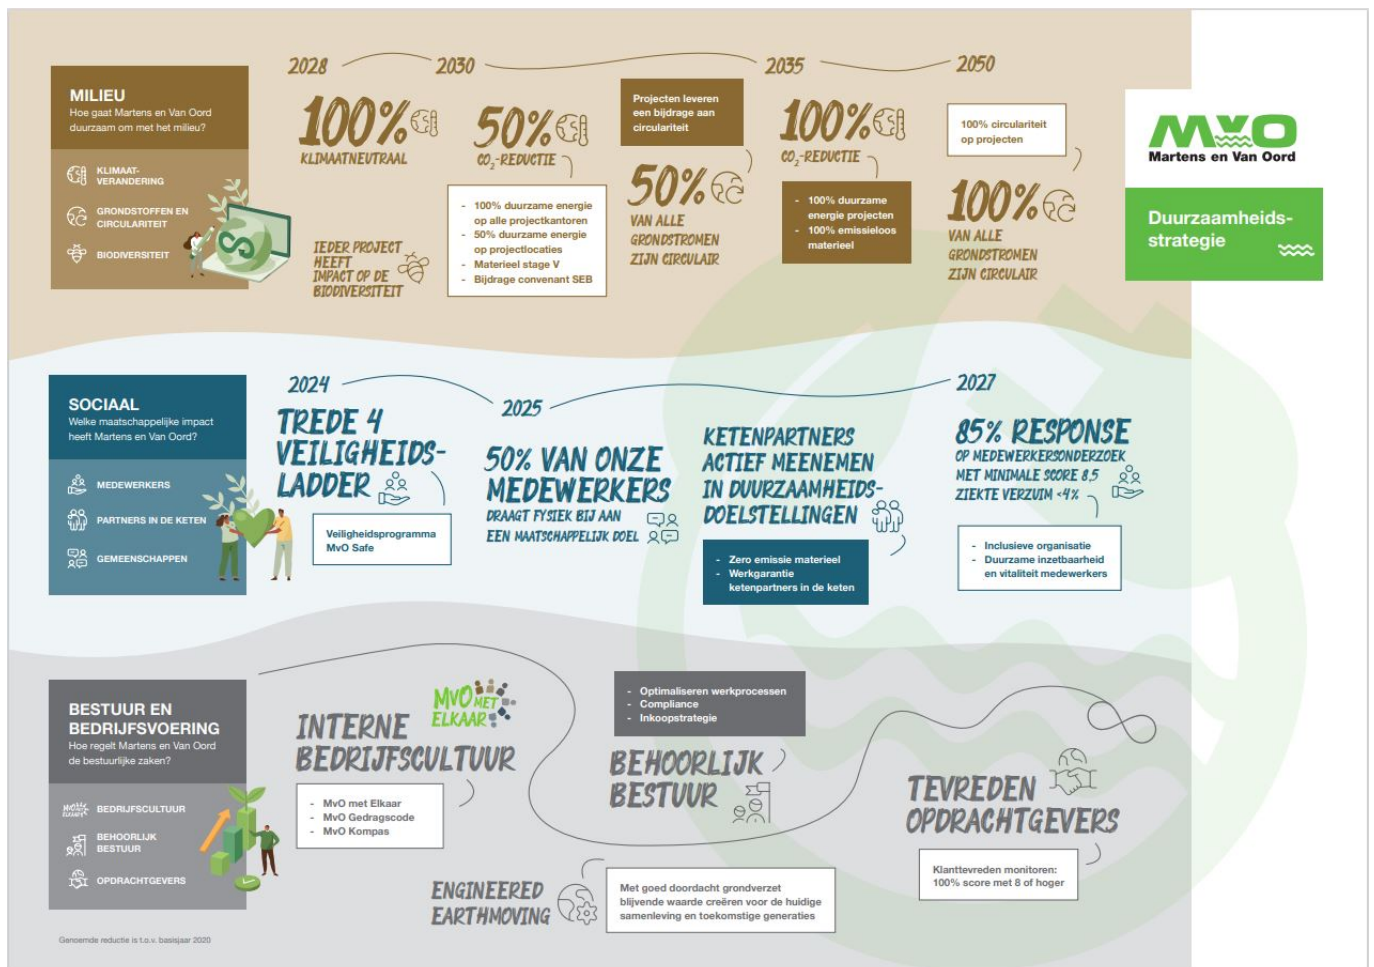 MILIEU
Hoe gaat Martens en Van Oord
duurzaam om met het milieu?
KLIMAAT-
VERANDERING
GRONDSTOFFEN EN
CIRCULARITEIT
BIODIVERSITEIT
2028
100%
KLIMAATNEUTRAAL
IEDER PROJECT
HEEFT
IMPACT OP DE
BIODIVERSITEIT
2030
50%
CO₂-REDUCTIE
- 100% duurzame energie
op alle projectkantoren
- 50% duurzame energie
op projectlocaties
- Materieel stage V
- Bijdrage convenant SEB
Projecten leveren
een bijdrage aan
circulariteit
50%
VAN ALLE
GRONDSTROMEN
ZIJN CIRCULAIR
2035
100%
CO₂-REDUCTIE
- 100% duurzame
energie projecten
- 100% emissieloos
materieel
2050
100% circulariteit
op projecten
100%
VAN ALLE
GRONDSTROMEN
ZIJN CIRCULAIR
MVO
Martens en Van Oord
Duurzaamheids-
strategie
SOCIAAL
Welke maatschappelijke impact
heeft Martens en Van Oord?
MEDEWERKERS
PARTNERS IN DE KETEN
GEMEENSCHAPPEN
2024
TREDE 4
VEILIGHEIDS-
LADDER
Veiligheidsprogramma
MvO Safe
2025
50% VAN ONZE
MEDEWERKERS
DRAAGT FYSIEK BIJ AAN
EEN MAATSCHAPPELIJK DOEL
KETENPARTNERS
ACTIEF MEENEMEN
IN DUURZAAMHEIDS-
DOELSTELLINGEN
- Zero emissie materieel
- Werkgarantie
ketenpartners in de keten
2027
85% RESPONSE
OP MEDEWERKERSONDERZOEK
MET MINIMALE SCORE 8,5
ZIEKTE VERZUIM <4%
- Inclusieve organisatie
- Duurzame inzetbaarheid
en vitaliteit medewerkers
BESTUUR EN
BEDRIJFSVOERING
Hoe regelt Martens en Van Oord
de bestuurlijke zaken?
MVO MET
ELKAAR
BEDRIJFSCULTUUR
BEHOORLIJK
BESTUUR
OPDRACHTGEVERS
MVO MET
ELKAAR
INTERNE
BEDRIJFSCULTUUR
- MvO met Elkaar
- MvO Gedragscode
- MvO Kompas
- Optimaliseren werkprocessen
- Compliance
- Inkoopstrategie
BEHOORLIJK
BESTUUR
ENGINEERED
EARTHMOVING
Met goed doordacht grondverzet
blijvende waarde creëren voor de huidige
samenleving en toekomstige generaties
TEVREDEN
OPDRACHTGEVERS
Klanttevreden monitoren:
100% score met 8 of hoger
Genoemde reductie is t.o.v. basisjaar 2020